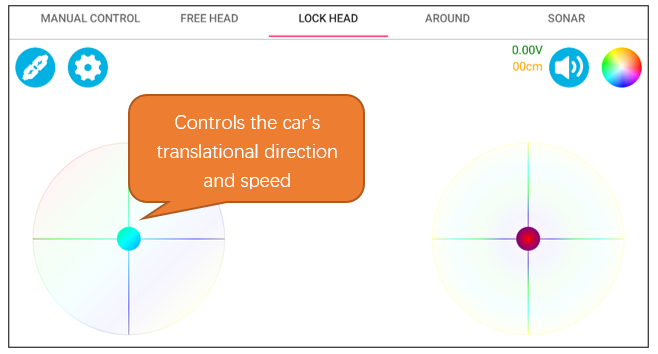 MANUAL CONTROL FREE HEAD LOCK HEAD AROUND SONAR
0.00V
00cm
Controls the car's
translational direction
and speed